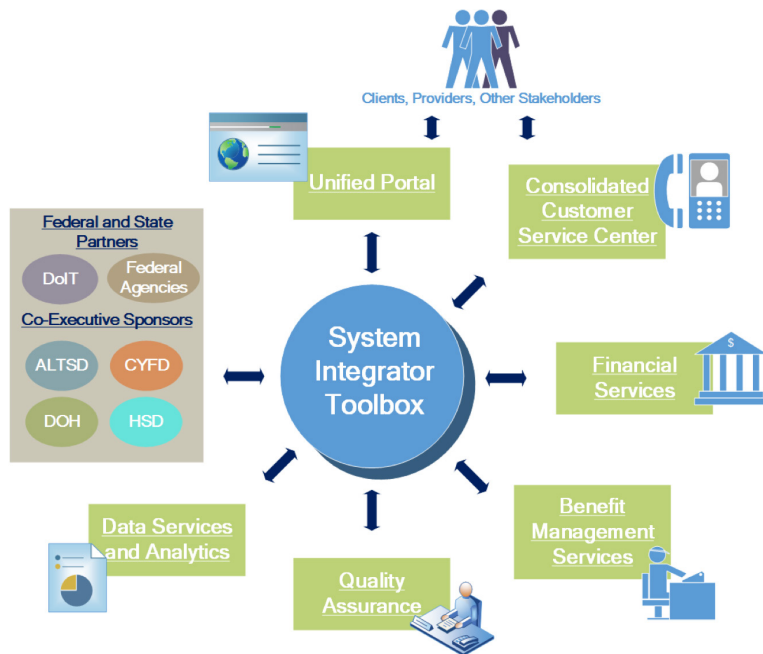 Clients, Providers, Other Stakeholders
Unified Portal
Consolidated
Customer
Service Center
Federal and State
Partners
DoIT
Federal
Agencies
Co-Executive Sponsors
ALTSD
CYFD
DOH
HSD
System
Integrator
Toolbox
$
Financial
Services
Benefit
Management
Services
Data Services
and Analytics
Quality
Assurance